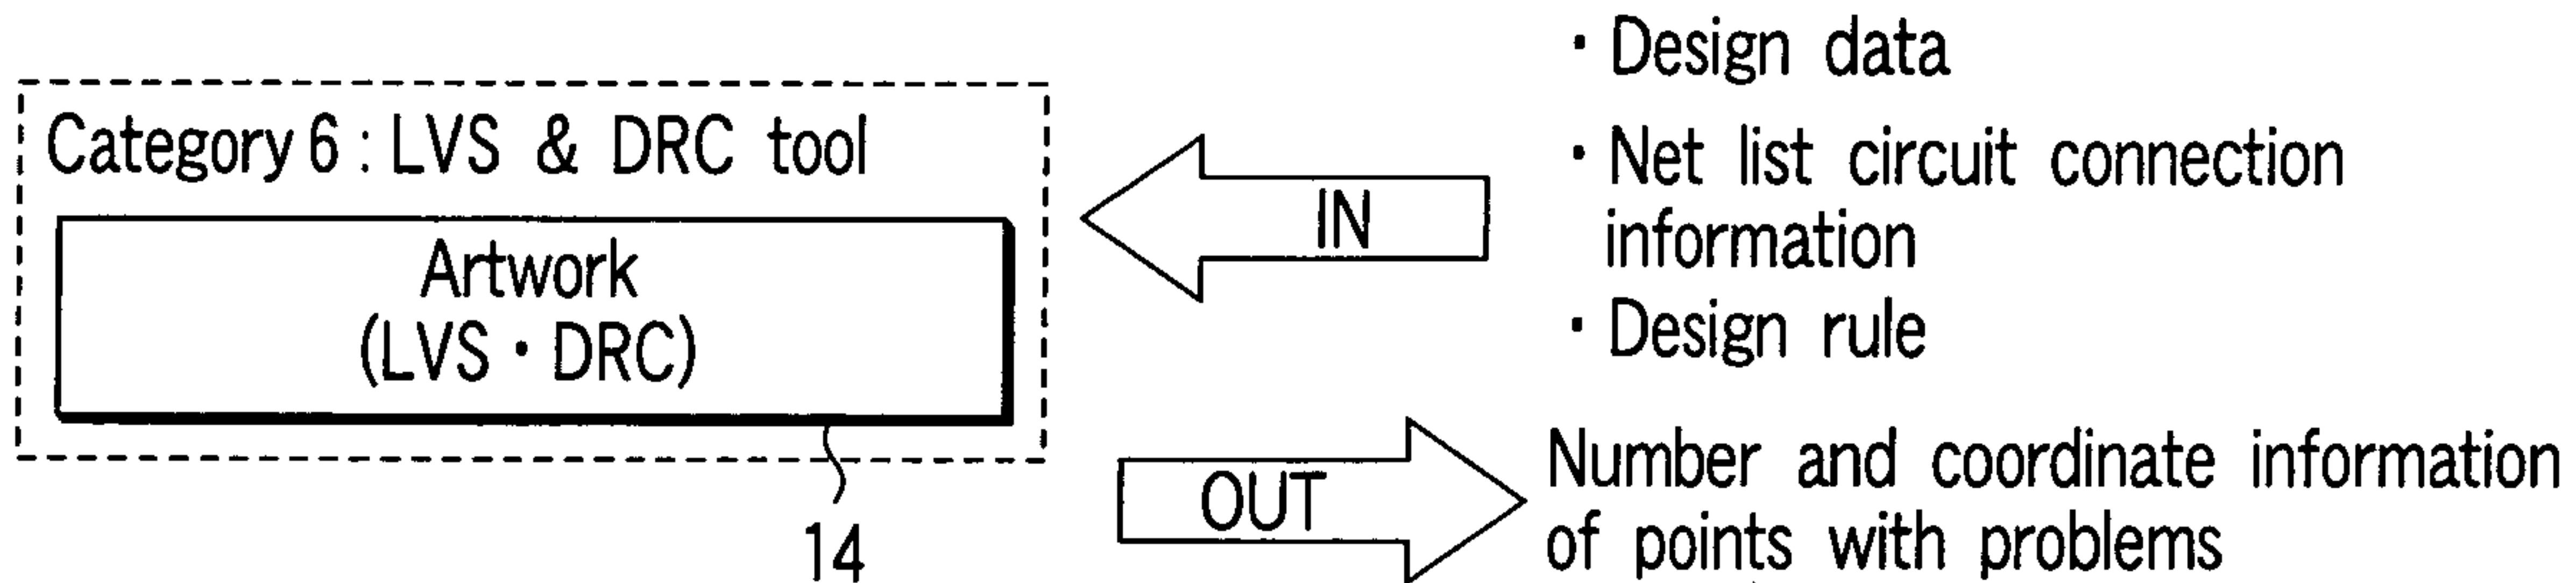 Category 6 : LVS & DRC tool
Artwork
(LVS・DRC)
14
IN
・Design data
・Net list circuit connection
information
・Design rule
OUT
Number and coordinate information
of points with problems